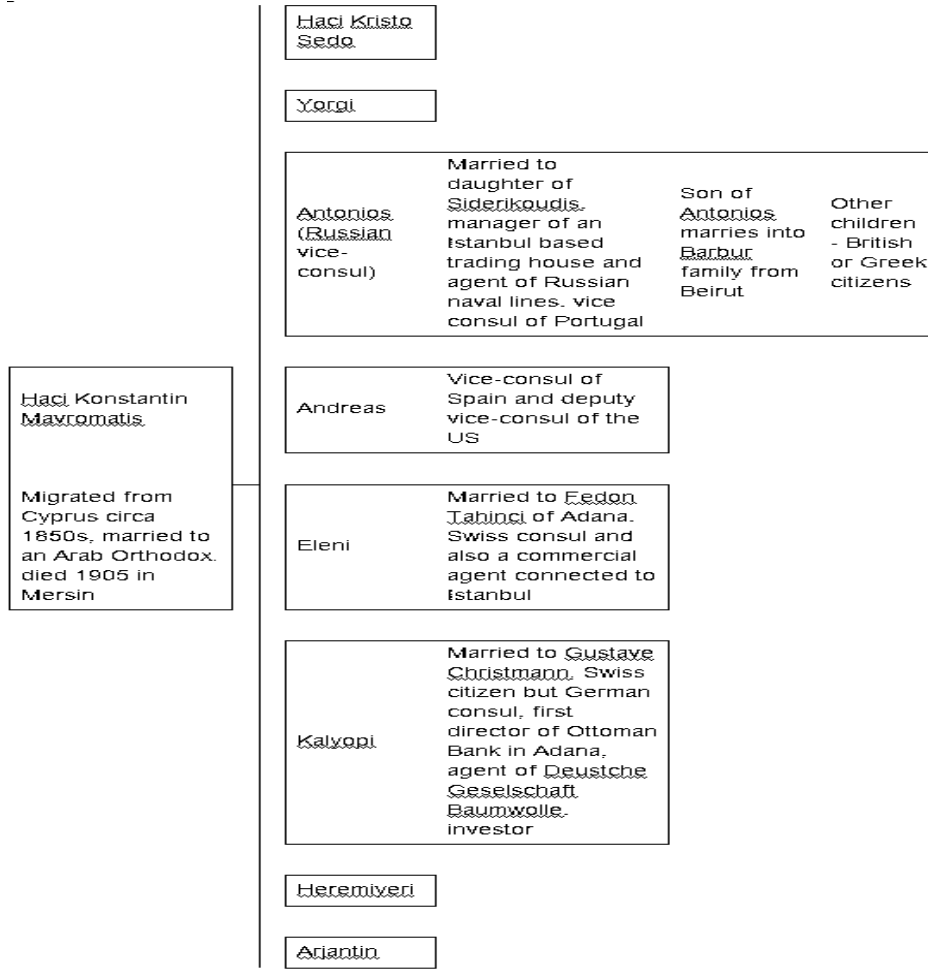 Haci Kristo
Sedo
Yorgi
Antonios
(Russian
vice-
consul)
Married to
daughter of
Siderikoudis,
manager of an
Istanbul based
trading house and
agent of Russian
naval lines, vice
consul of Portugal
Son of
Antonios
marries into
Barbur
family from
Beirut
Other
children
- British
or Greek
citizens
Haci Konstantin
Mavromatis
Migrated from
Cyprus circa
1850s, married to
an Arab Orthodox,
died 1905 in
Mersin
Andreas
Vice-consul of
Spain and deputy
vice-consul of the
US
Eleni
Married to Fedon
Tahinci of Adana,
Swiss consul and
also a commercial
agent connected to
Istanbul
Kalyopi
Married to Gustave
Christmann, Swiss
citizen but German
consul, first
director of Ottoman
Bank in Adana,
agent of Deustche
Geselschaft
Baumwolle,
investor
Heremiyeri
Arjantin